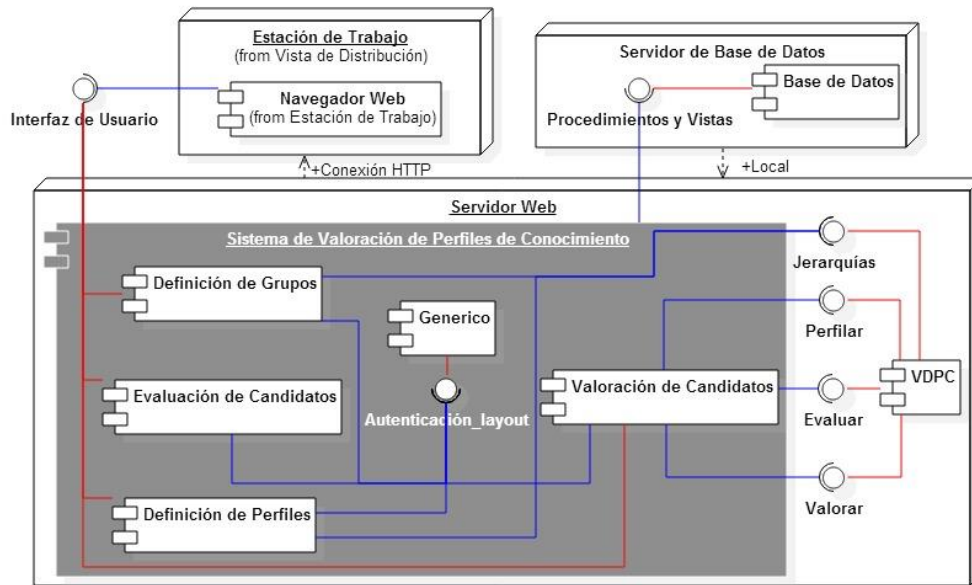 Estación de Trabajo
(from Vista de Distribución)
Navegador Web
(from Estación de Trabajo)
Interfaz de Usuario
Servidor de Base de Datos
Base de Datos
Procedimientos y Vistas
+Conexión HTTP
+Local
Servidor Web
Sistema de Valoración de Perfiles de Conocimiento
Jerarquías
Definición de Grupos
Generico
Perfilar
Evaluación de Candidatos
Autenticación_layout
Valoración de Candidatos
VDPC
Evaluar
Definición de Perfiles
Valorar